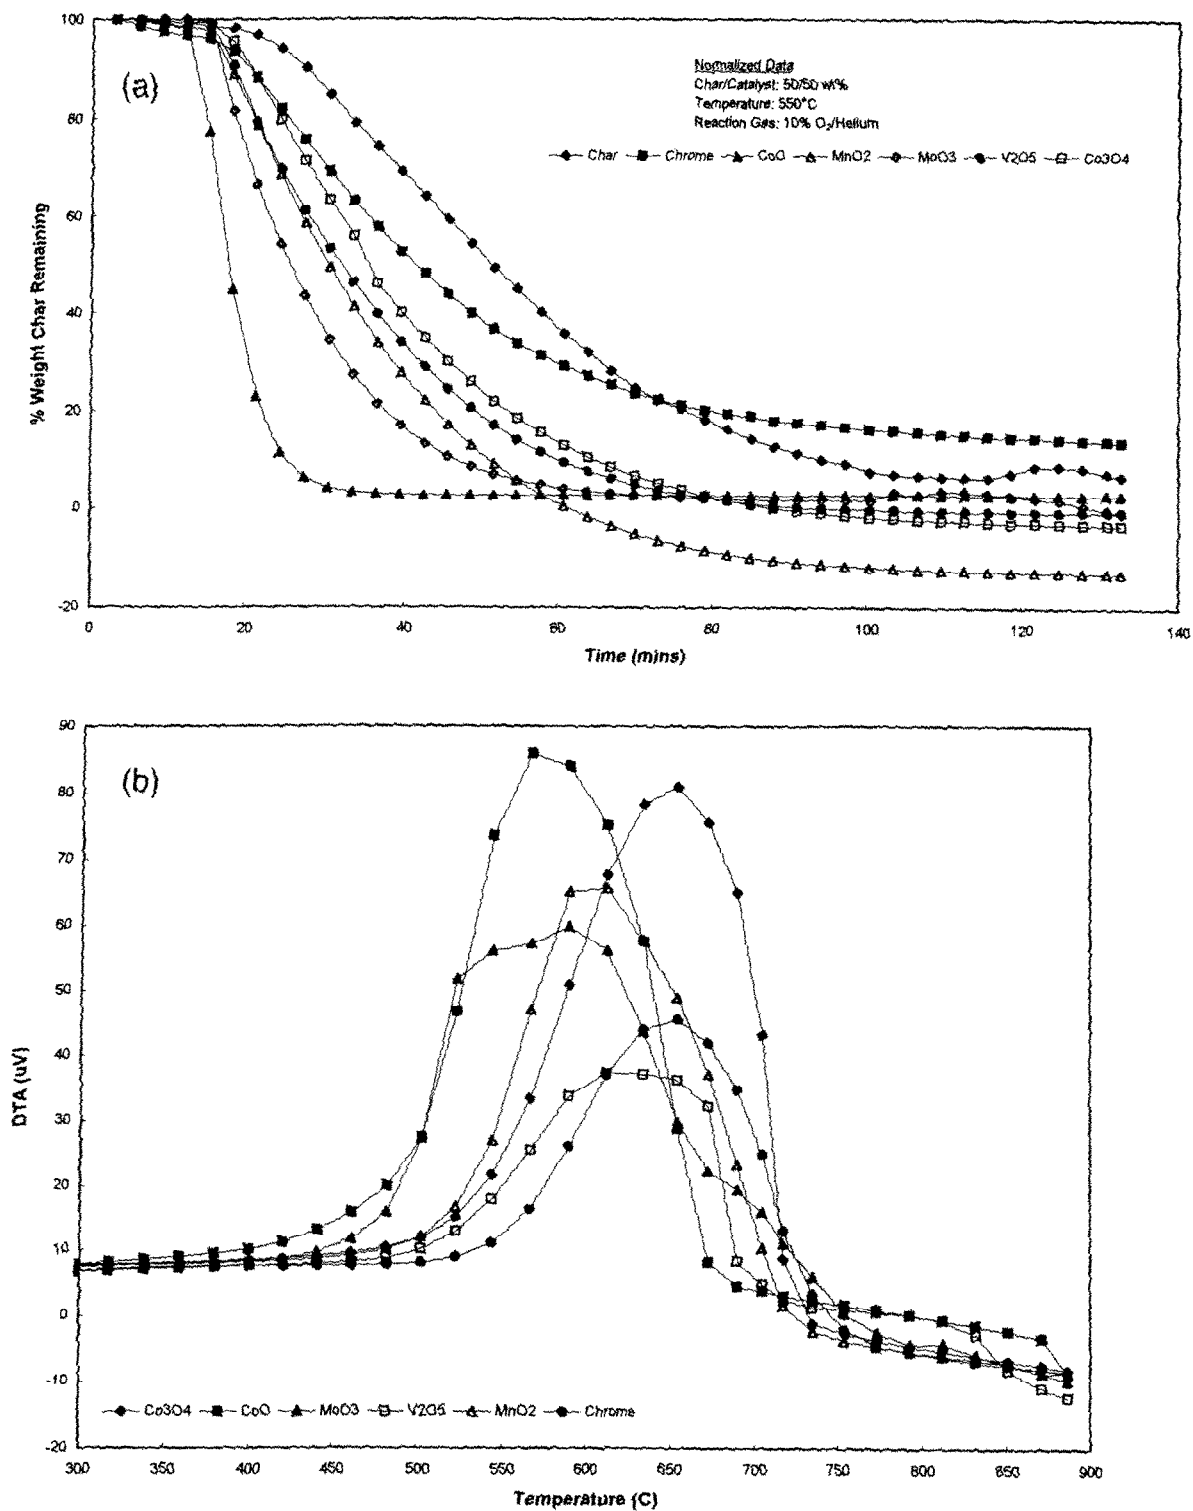 (a)
Normalized Data
Char/Catalyst: 50/50 wt%
Temperature: 550°C
Reaction Gas: 10% O2/Helium
Char Chrome CoO MnO2 MoO3 V2O5 Co3O4
% Weight Char Remaining
100
80
60
40
20
0
-20
0 20 40 60 80 100 120 140
Time (mins)
(b)
DTA (uV)
90
80
70
60
50
40
30
20
10
0
-10
-20
Co3O4 CoO MoO3 V2O5 MnO2 Chrome
300 350 400 450 500 550 600 650 700 750 800 850 900
Temperature (C)